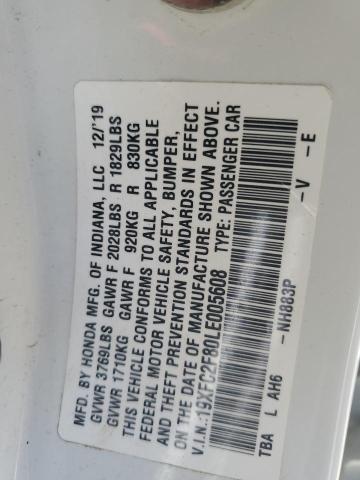 MFD. BY HONDA MFG. OF INDIANA, LLC 12/'19
GVWR 3769LBS GAWR F 2028LBS R 1829LBS
GVWR 1710KG GAWR F 920KG R 830KG
THIS VEHICLE CONFORMS TO ALL APPLICABLE
FEDERAL MOTOR VEHICLE SAFETY, BUMPER,
AND THEFT PREVENTION STANDARDS IN EFFECT
ON THE DATE OF MANUFACTURE SHOWN ABOVE.
V.I.N.:19XFC2F80LE005608 TYPE: PASSENGER CAR
TBA L AH6 -NH883P -V -E